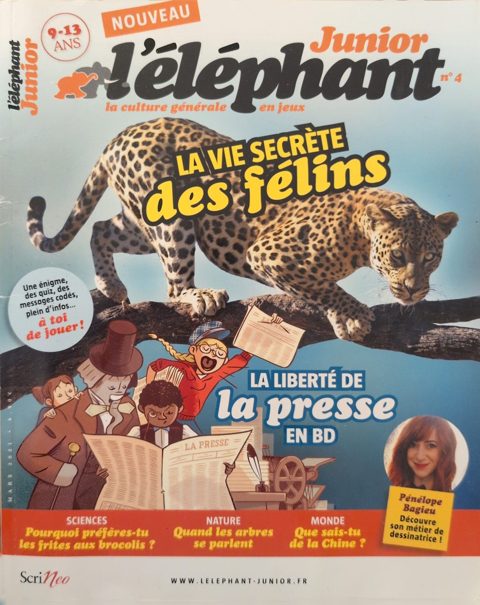 l'éléphant
Junior
9-13
ANS
NOUVEAU
Junior
l'éléphant
n° 4
la culture générale en jeux
LA VIE SECRÈTE
des félins
Une énigme,
des quiz, des
messages codés,
plein d'infos...
à toi
de jouer !
LA LIBERTÉ DE
la presse
EN BD
LA PRESSE
Pénélope
Bagieu
Découvre
son métier de
dessinatrice !
SCIENCES
Pourquoi préfères-tu
les frites aux brocolis ?
NATURE
Quand les arbres
se parlent
MONDE
Que sais-tu
de la Chine ?
ScriNeo
WWW.LELEPHANT-JUNIOR.FR